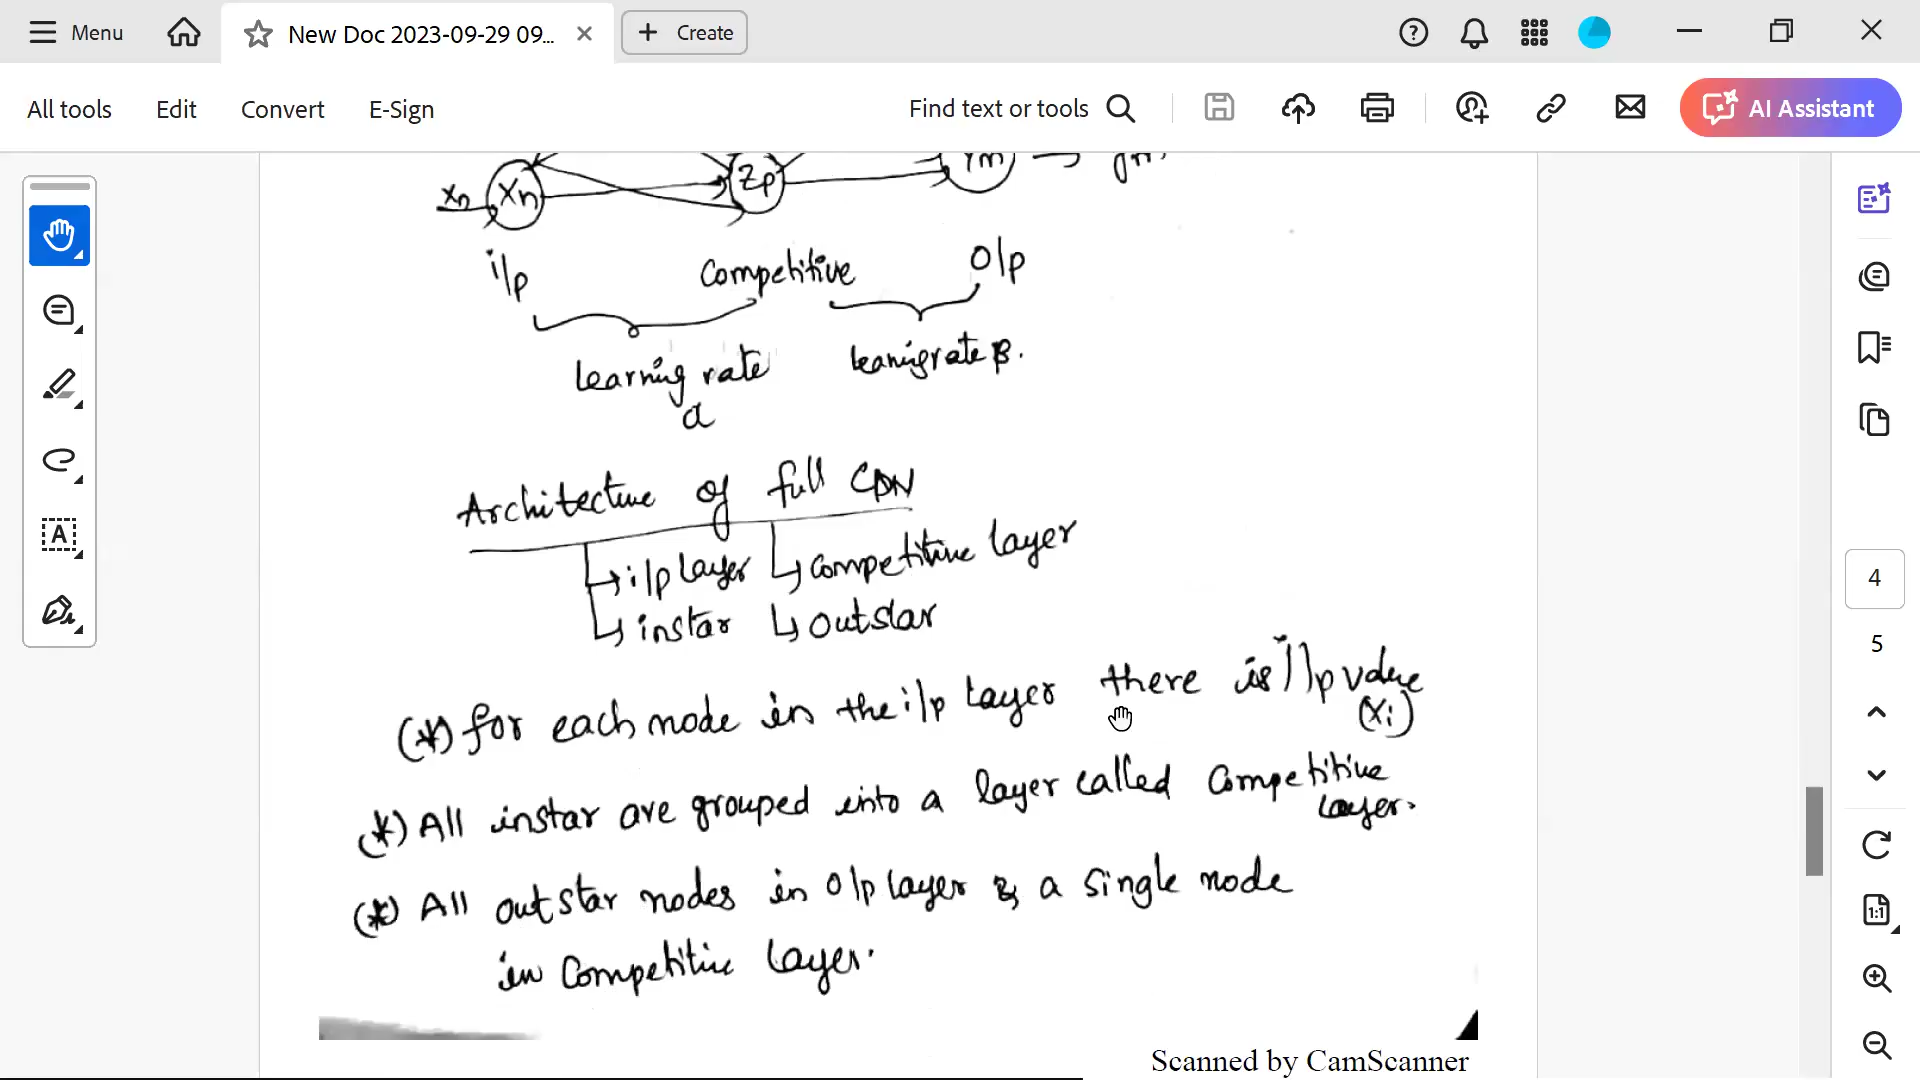 Menu
New Doc 2023-09-29 09...
Create
All tools
Edit
Convert
E-Sign
Find text or tools
AI Assistant
xn Xn Zp Ym
i/p Competitive O/p
learning rate
α
learnigrate β.
Architecture of full CPN
i/p layer competitive layer
instar outstar
(*) for each node in the i/p layer there is I/p value
(Xi)
(*) All instar are grouped into a layer called Competitive
Layer.
(*) All outstar nodes in O/p layer & a single node
in Competitive layer.
4
5
1:1
Scanned by CamScanner